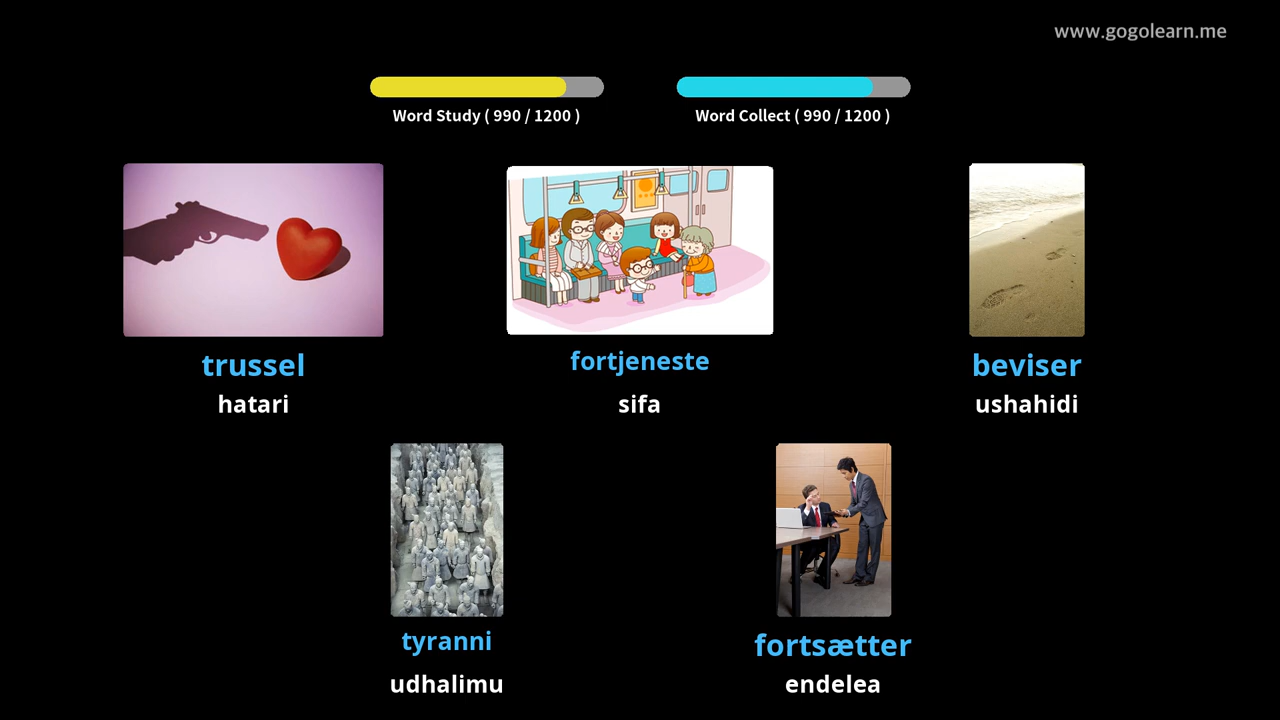 www.gogolearn.me
Word Study ( 990 / 1200 )
Word Collect ( 990 / 1200 )
trussel
hatari
fortjeneste
sifa
beviser
ushahidi
tyranni
udhalimu
fortsætter
endelea